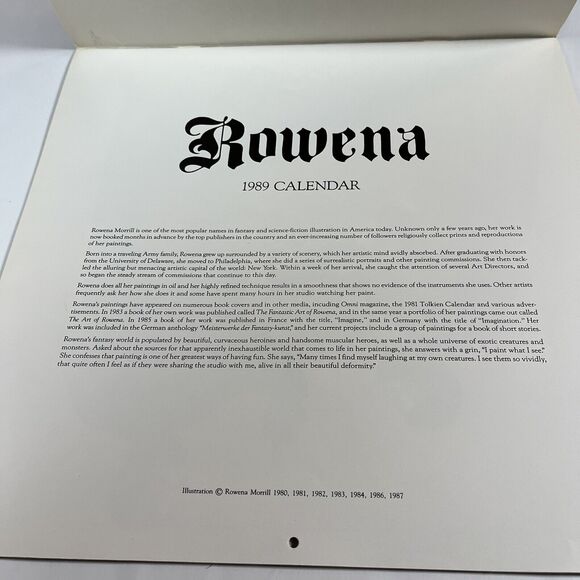 Rowena
1989 CALENDAR
Rowena Morrill is one of the most popular names in fantasy and science-fiction illustration in America today. Unknown only a few years ago, her work is
now booked months in advance by the top publishers in the country and an ever-increasing number of followers religiously collect prints and reproductions
of her paintings.
Born into a traveling Army family, Rowena grew up surrounded by a variety of scenery, which her artistic mind avidly absorbed. After graduating with honors
from the University of Delaware, she moved to Philadelphia, where she did a series of surrealistic portraits and other painting commissions. She then tack-
led the alluring but menacing artistic capital of the world: New York. Within a week of her arrival, she caught the attention of several Art Directors, and
so began the steady stream of commissions that continue to this day.
Rowena does all her paintings in oil and her highly refined technique results in a smoothness that shows no evidence of the instruments she uses. Other artists
frequently ask her how she does it and some have spent many hours in her studio watching her paint.
Rowena's paintings have appeared on numerous book covers and in other media, incuding Omni magazine, the 1981 Tolkien Calendar and various adver-
tisements. In 1983 a book of her own work was published called The Fantastic Art of Rowena, and in the same year a portfolio of her paintings came out called
The Art of Rowena. In 1985 a book of her work was published in France with the title, "Imagine," and in Germany with the title of "Imagination." Her
work was included in the German anthology "Meisterwerke der Fantasy-kunst," and her current projects include a group of paintings for a book of short stories.
Rowena's fantasy world is populated by beautiful, curvaceous heroines and handsome muscular heroes, as well as a whole universe of exotic creatures and
monsters. Asked about the sources for that apparently inexhaustible world that comes to life in her paintings, she answers with a grin, "I paint what I see."
She confesses that painting is one of her greatest ways of having fun. She says, "Many times I find myself laughing at my own creatures. I see them so vividly,
that quite often I feel as if they were sharing the studio with me, alive in all their beautiful deformity."
Illustration © Rowena Morrill 1980, 1981, 1982, 1983, 1984, 1986, 1987